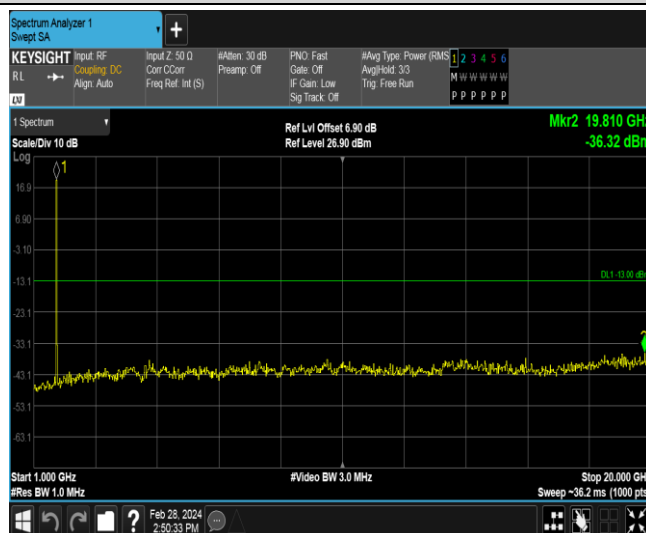 Spectrum Analyzer 1
Swept SA
KEYSIGHT
RL
LXI
Input: RF
Coupling: DC
Align: Auto
Input Z: 50 Ω
Corr CCorr
Freq Ref: Int (S)
#Atten: 30 dB
Preamp: Off
PNO: Fast
Gate: Off
IF Gain: Low
Sig Track: Off
#Avg Type: Power (RMS
Avg|Hold: 3/3
Trig: Free Run
1 2 3 4 5 6
M W W W W W
P P P P P P
1 Spectrum
Scale/Div 10 dB
Log
Ref Lvl Offset 6.90 dB
Ref Level 26.90 dBm
Mkr2 19.810 GHz
-36.32 dBm
1
16.9
6.90
-3.10
-13.1
DL1 -13.00 dBm
-23.1
-33.1
2
-43.1
-53.1
-63.1
Start 1.000 GHz
#Res BW 1.0 MHz
#Video BW 3.0 MHz
Stop 20.000 GHz
Sweep ~36.2 ms (1000 pts
?
Feb 28, 2024
2:50:33 PM